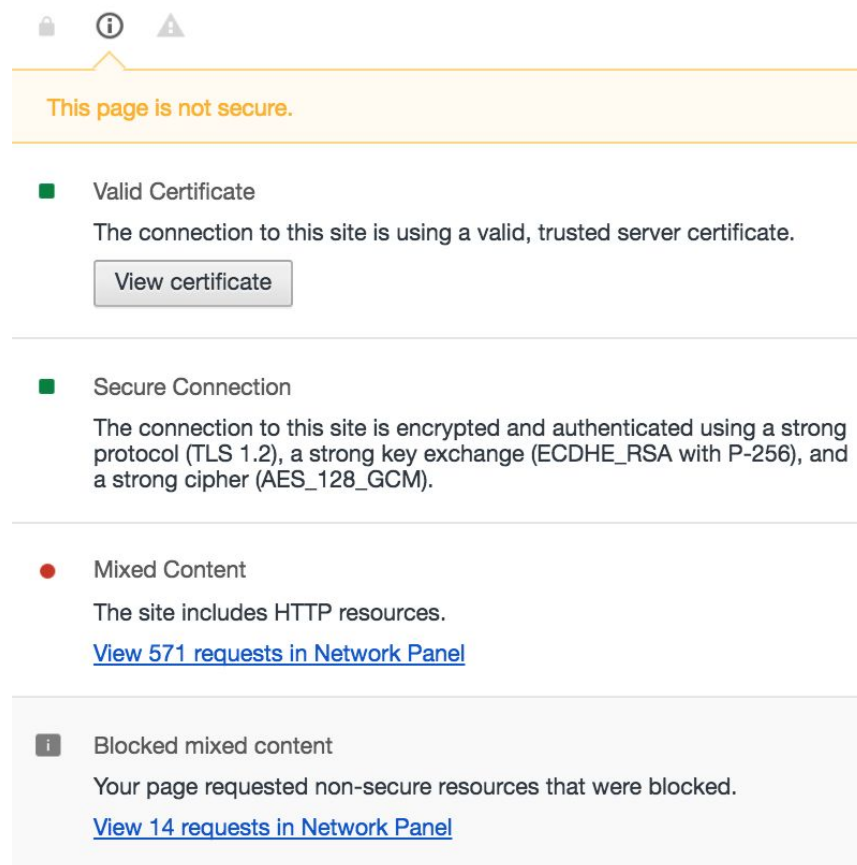 This page is not secure.
Valid Certificate
The connection to this site is using a valid, trusted server certificate.
View certificate
Secure Connection
The connection to this site is encrypted and authenticated using a strong
protocol (TLS 1.2), a strong key exchange (ECDHE_RSA with P-256), and
a strong cipher (AES_128_GCM).
Mixed Content
The site includes HTTP resources.
View 571 requests in Network Panel
Blocked mixed content
Your page requested non-secure resources that were blocked.
View 14 requests in Network Panel